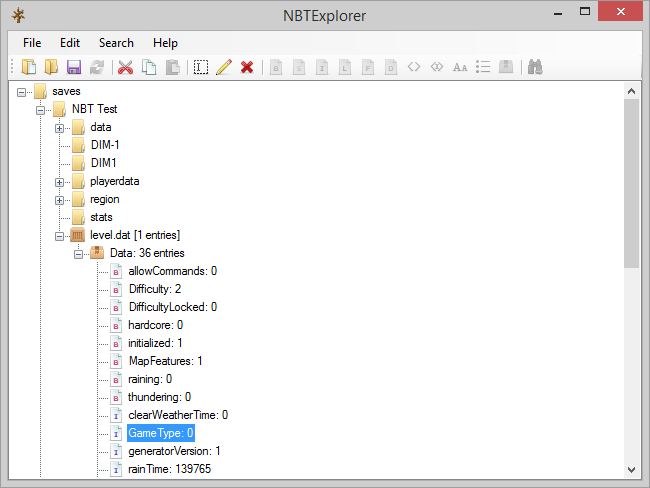 NBTExplorer
File Edit Search Help
B S I L F D AA
saves
NBT Test
data
DIM-1
DIM1
playerdata
region
stats
level.dat [1 entries]
Data: 36 entries
B allowCommands: 0
B Difficulty: 2
B DifficultyLocked: 0
B hardcore: 0
B initialized: 1
B MapFeatures: 1
B raining: 0
B thundering: 0
I clearWeatherTime: 0
I GameType: 0
I generatorVersion: 1
I rainTime: 139765